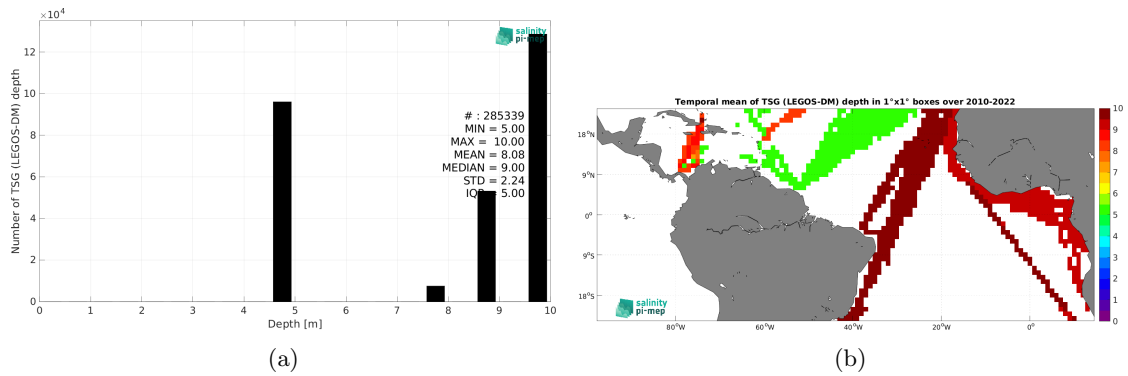 ×10⁴
12
10
8
6
4
2
0
Number of TSG (LEGOS-DM) depth
salinity
pi-mep
# : 285339
MIN = 5.00
MAX = 10.00
MEAN = 8.08
MEDIAN = 9.00
STD = 2.24
IQR = 5.00
0 1 2 3 4 5 6 7 8 9 10
Depth [m]
(a)
Temporal mean of TSG (LEGOS-DM) depth in 1°x1° boxes over 2010-2022
18°N
9°N
0°
9°S
18°S
80°W 60°W 40°W 20°W 0°
salinity
pi-mep
10
9
8
7
6
5
4
3
2
1
0
(b)